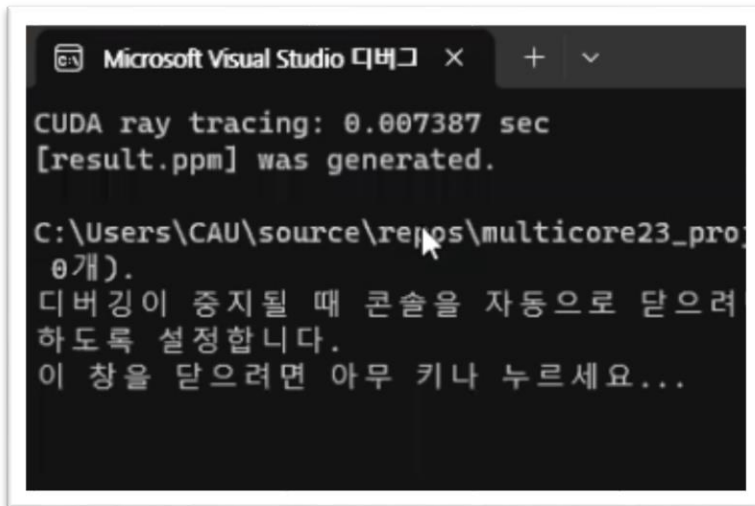 Microsoft Visual Studio 디버그
CUDA ray tracing: 0.007387 sec
[result.ppm] was generated.
C:\Users\CAU\source\repos\multicore23_pro
0개).
디버깅이 중지될 때 콘솔을 자동으로 닫으려
하도록 설정합니다.
이 창을 닫으려면 아무 키나 누르세요...